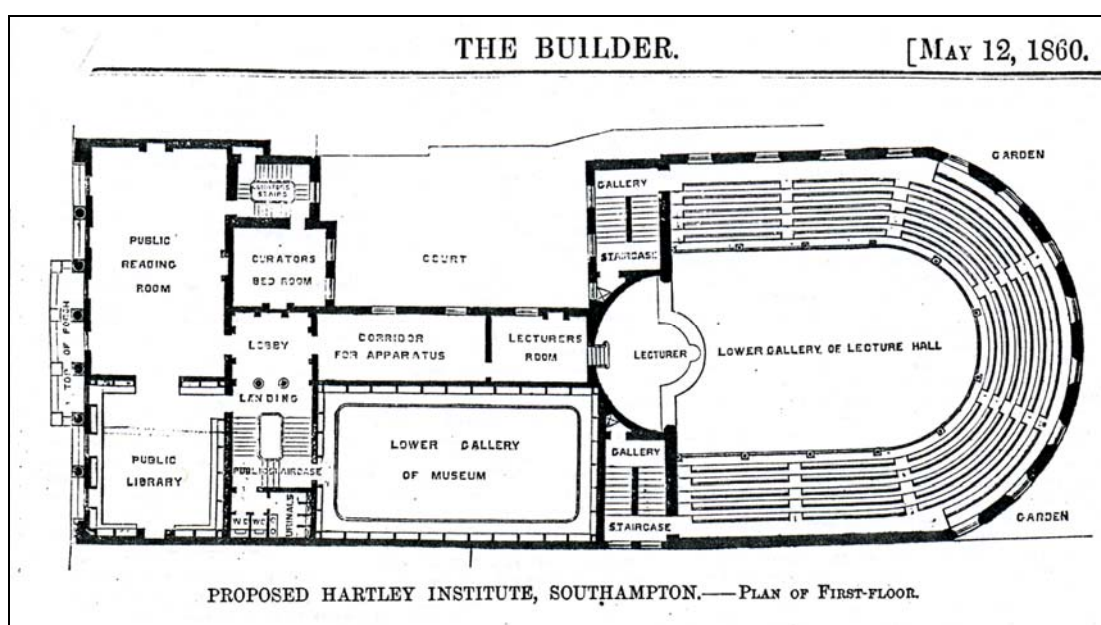 THE BUILDER. [MAY 12, 1860.
GARDEN
GALLERY
STAIRCASE
CURATORS
STAIRS
PUBLIC
READING
ROOM
CURATORS
BED ROOM
COURT
TOP OF PORCH
LOBBY
CORRIDOR
FOR APPARATUS
LECTURERS
ROOM
LECTURER
LOWER GALLERY OF LECTURE HALL
LANDING
LOWER GALLERY
OF MUSEUM
PUBLIC STAIRCASE
PUBLIC
LIBRARY
W C
W C
URINALS
GALLERY
STAIRCASE
GARDEN
PROPOSED HARTLEY INSTITUTE, SOUTHAMPTON.—PLAN OF FIRST-FLOOR.